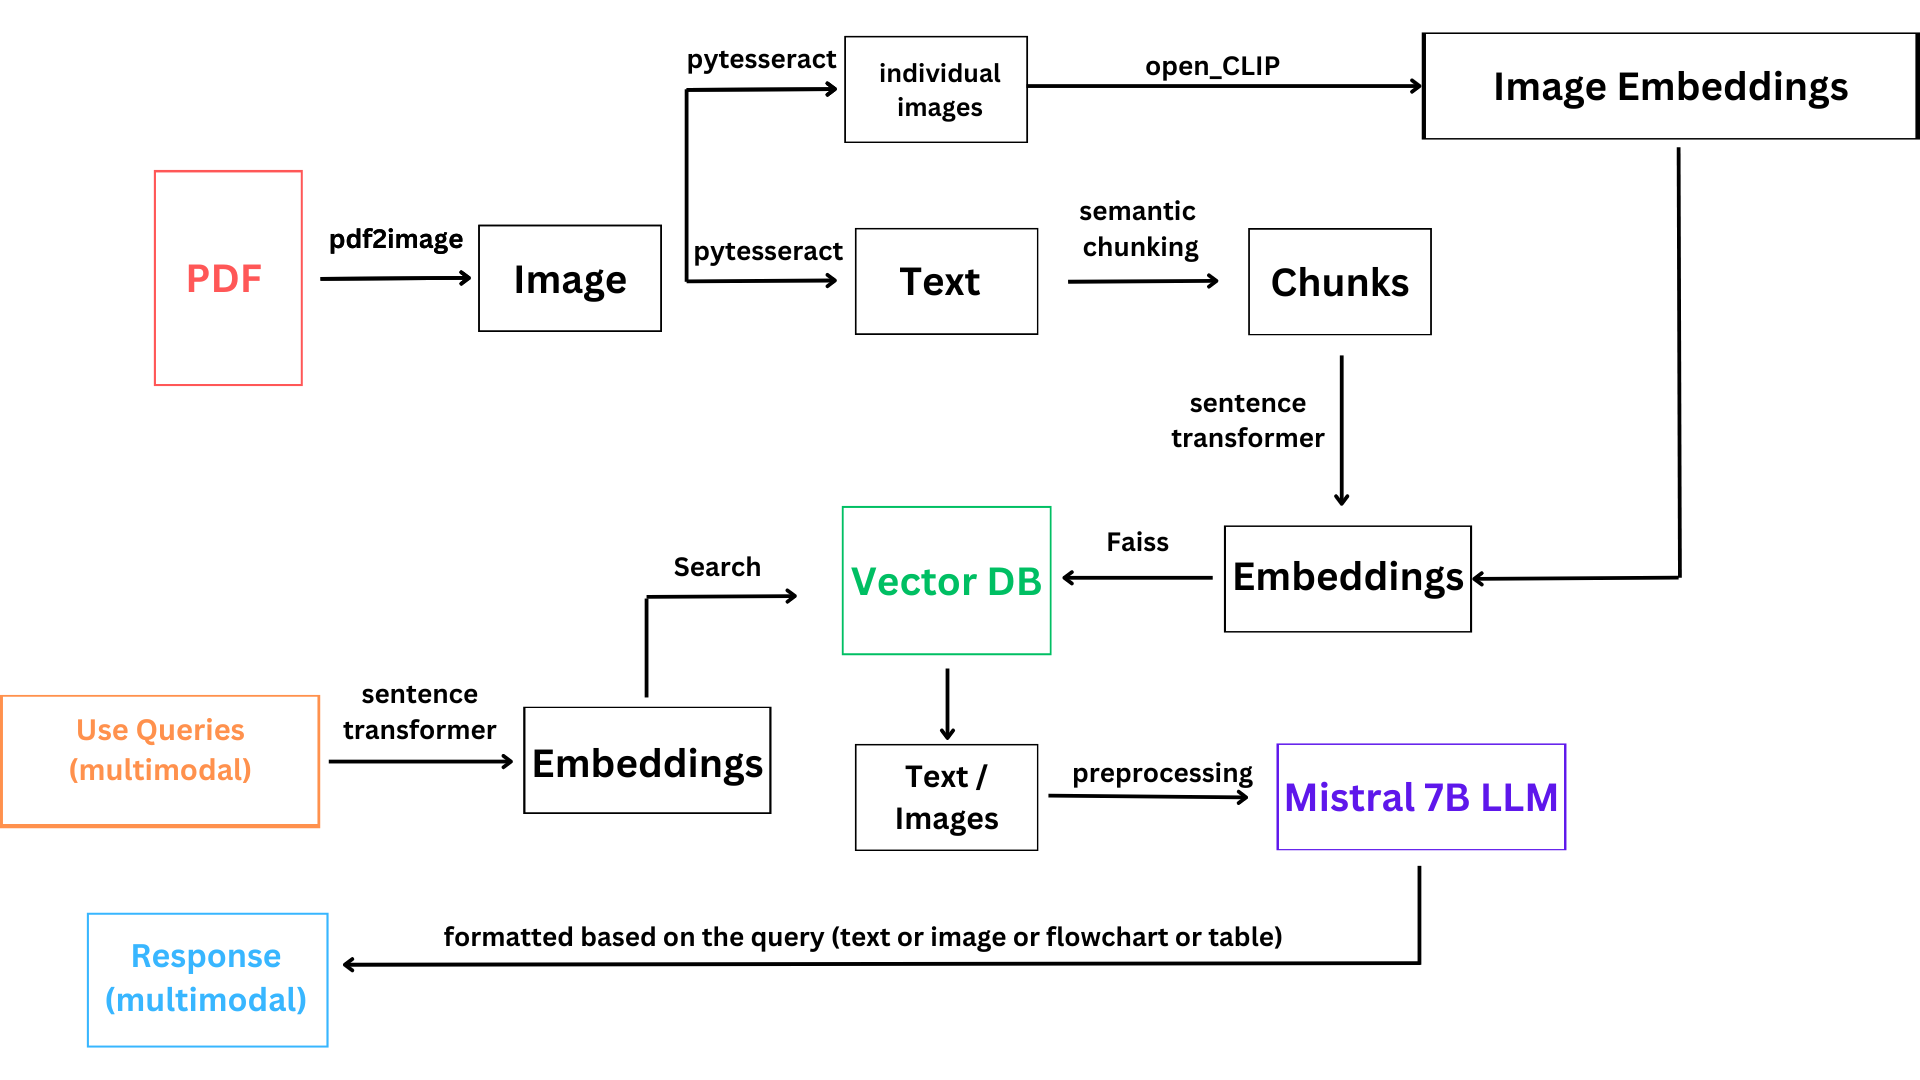 pytesseract
individual
images
open_CLIP
Image Embeddings
PDF
pdf2image
Image
pytesseract
Text
semantic
chunking
Chunks
sentence
transformer
Search
Vector DB
Faiss
Embeddings
Use Queries
(multimodal)
sentence
transformer
Embeddings
Text /
Images
preprocessing
Mistral 7B LLM
Response
(multimodal)
formatted based on the query (text or image or flowchart or table)